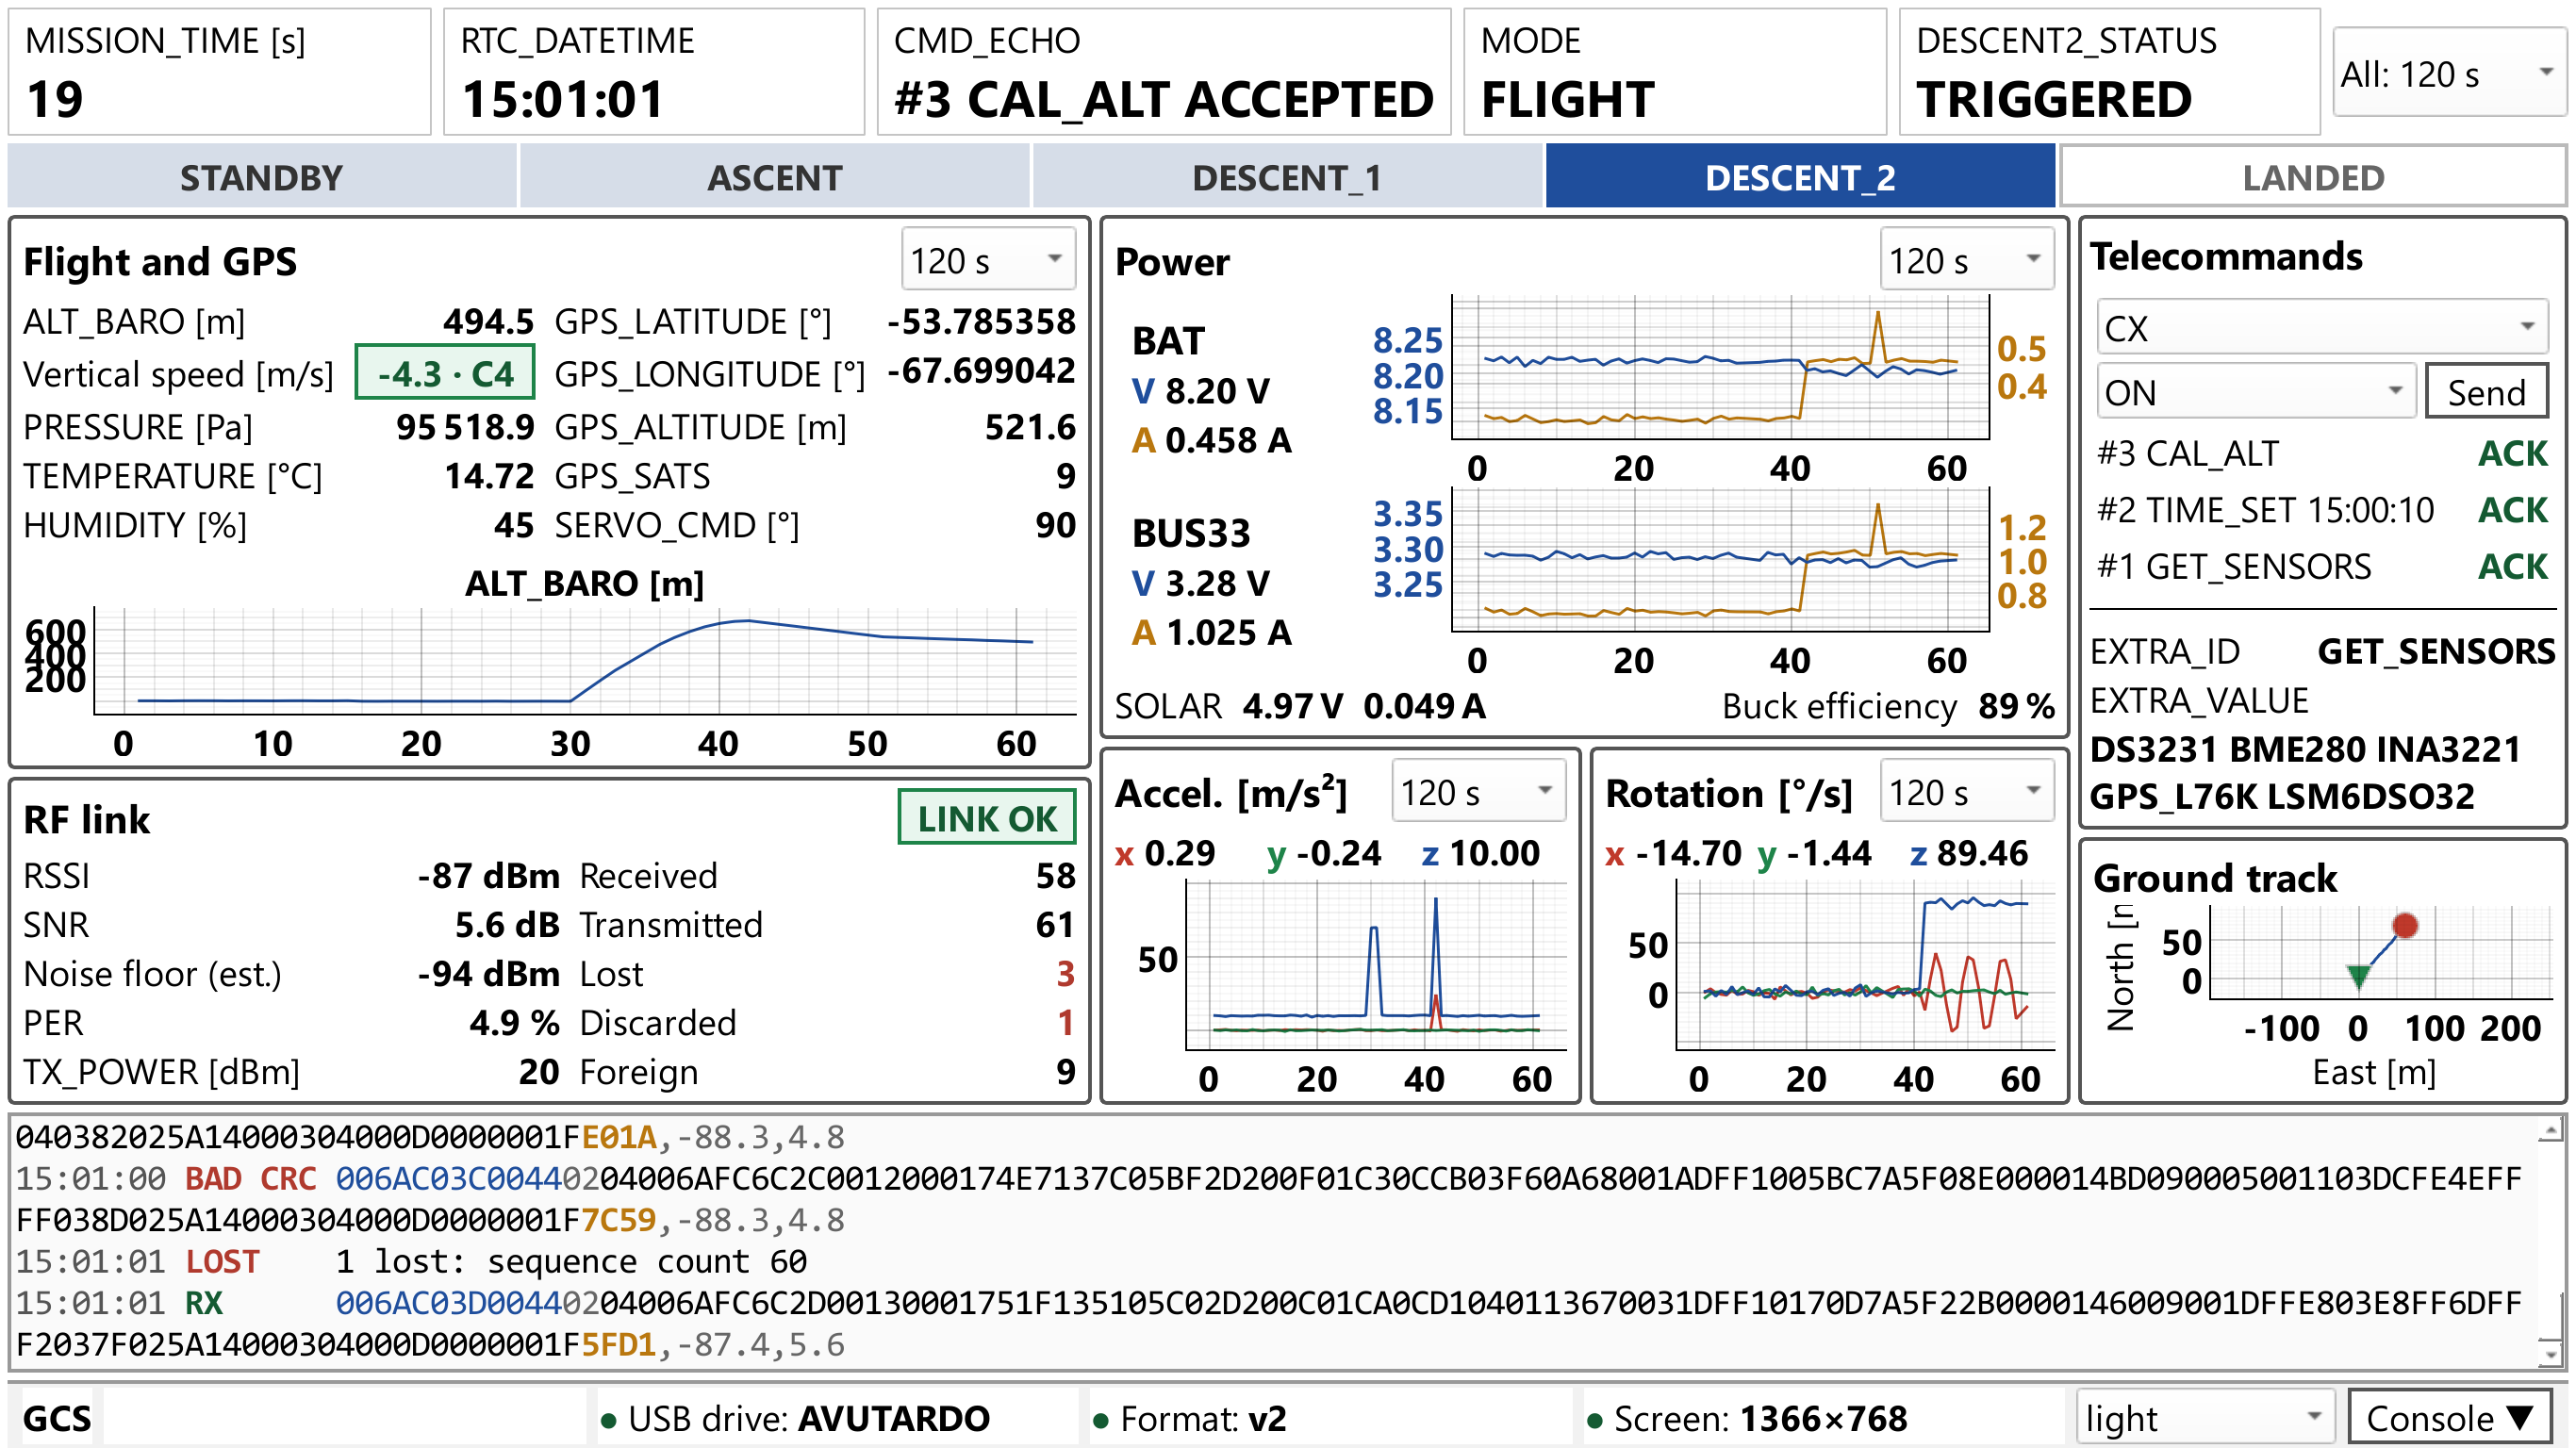 MISSION_TIME [s]
19
RTC_DATETIME
15:01:01
CMD_ECHO
#3 CAL_ALT ACCEPTED
MODE
FLIGHT
DESCENT2_STATUS
TRIGGERED
All: 120 s
STANDBY
ASCENT
DESCENT_1
DESCENT_2
LANDED
Flight and GPS
120 s
ALT_BARO [m] 494.5 GPS_LATITUDE [°] -53.785358
Vertical speed [m/s] -4.3 · C4 GPS_LONGITUDE [°] -67.699042
PRESSURE [Pa] 95 518.9 GPS_ALTITUDE [m] 521.6
TEMPERATURE [°C] 14.72 GPS_SATS 9
HUMIDITY [%] 45 SERVO_CMD [°] 90
ALT_BARO [m]
600
400
200
0 10 20 30 40 50 60
RF link
LINK OK
RSSI -87 dBm Received 58
SNR 5.6 dB Transmitted 61
Noise floor (est.) -94 dBm Lost 3
PER 4.9 % Discarded 1
TX_POWER [dBm] 20 Foreign 9
Power
120 s
BAT
V 8.20 V
A 0.458 A
8.25
8.20
8.15
0.5
0.4
0 20 40 60
BUS33
V 3.28 V
A 1.025 A
3.35
3.30
3.25
1.2
1.0
0.8
0 20 40 60
SOLAR 4.97 V 0.049 A Buck efficiency 89 %
Accel. [m/s²]
120 s
x 0.29 y -0.24 z 10.00
50
0 20 40 60
Rotation [°/s]
120 s
x -14.70 y -1.44 z 89.46
50
0
0 20 40 60
Telecommands
CX
ON
Send
#3 CAL_ALT ACK
#2 TIME_SET 15:00:10 ACK
#1 GET_SENSORS ACK
EXTRA_ID GET_SENSORS
EXTRA_VALUE
DS3231 BME280 INA3221
GPS_L76K LSM6DSO32
Ground track
North
50
0
-100 0 100 200
East [m]
040382025A14000304000D0000001FE01A,-88.3,4.8
15:01:00 BAD CRC 006AC03C00440204006AFC6C2C0012000174E7137C05BF2D200F01C30CCB03F60A68001ADFF1005BC7A5F08E000014BD090005001103DCFE4EFF
FF038D025A14000304000D0000001F7C59,-88.3,4.8
15:01:01 LOST 1 lost: sequence count 60
15:01:01 RX 006AC03D00440204006AFC6C2D00130001751F135105C02D200C01CA0CD1040113670031DFF10170D7A5F22B0000146009001DFFE803E8FF6DFF
F2037F025A14000304000D0000001F5FD1,-87.4,5.6
GCS
● USB drive: AVUTARDO
● Format: v2
● Screen: 1366×768
light
Console ▼